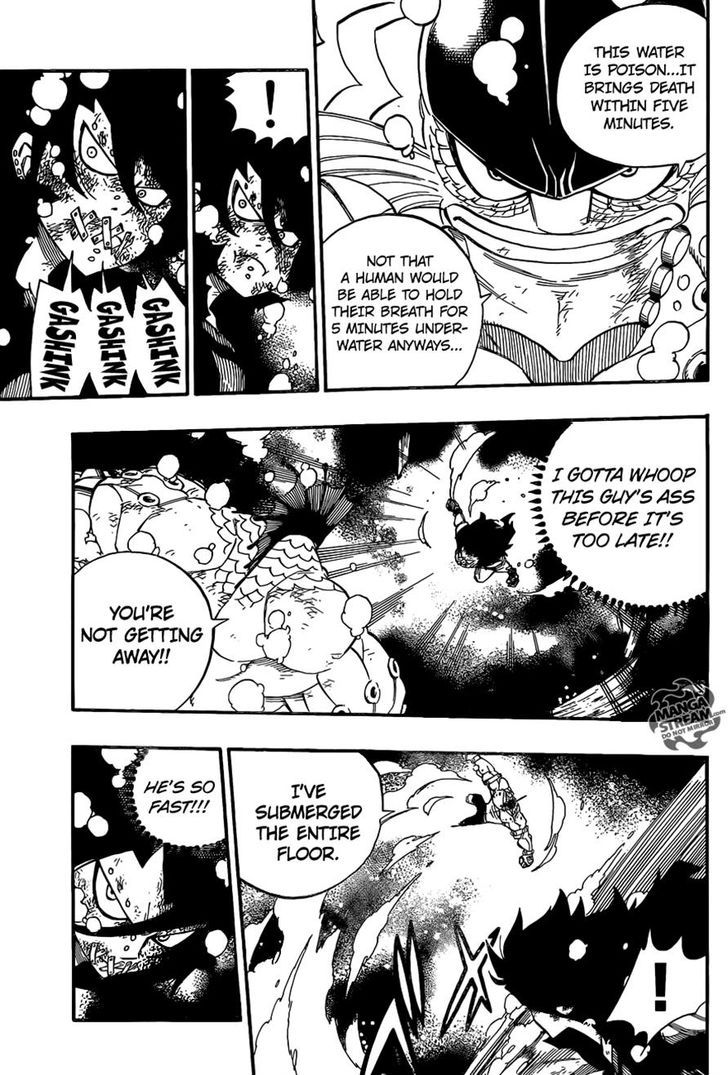 THIS WATER
IS POISON...IT
BRINGS DEATH
WITHIN FIVE
MINUTES.
NOT THAT
A HUMAN WOULD
BE ABLE TO HOLD
THEIR BREATH FOR
5 MINUTES UNDER-
WATER ANYWAYS...
!
GASHINK
GASHINK
GASHINK
I GOTTA WHOOP
THIS GUY'S ASS
BEFORE IT'S
TOO LATE!!
YOU'RE
NOT GETTING
AWAY!!
MANGA
STREAM.com
DO NOT MIRROR
I'VE
SUBMERGED
THE ENTIRE
FLOOR.
!
HE'S SO
FAST!!!